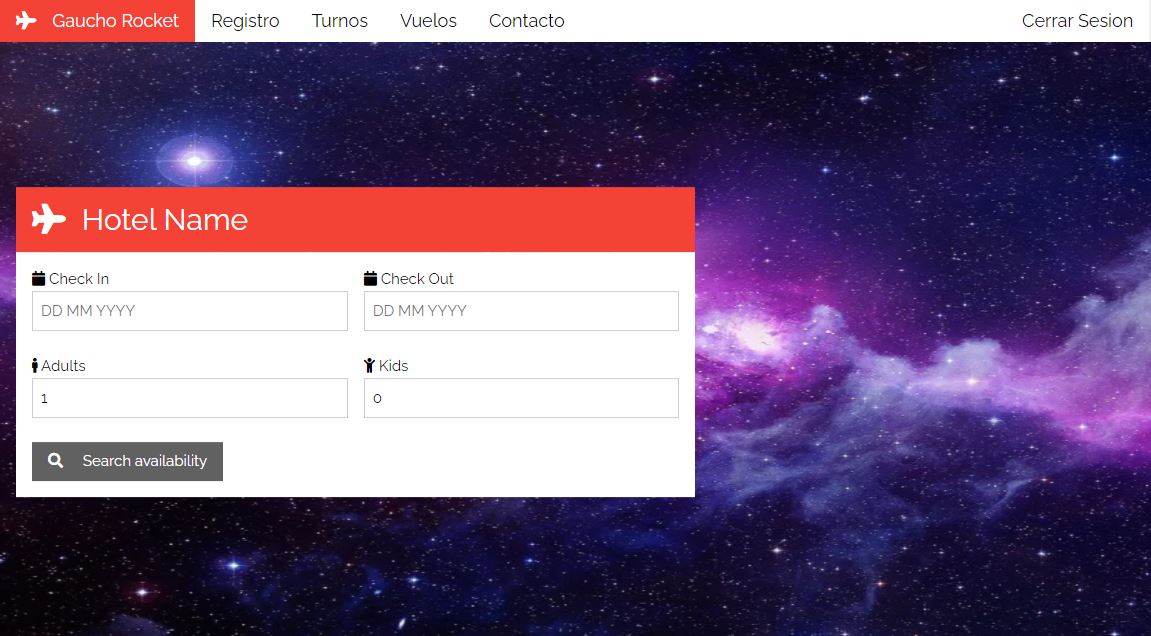 Gaucho Rocket Registro Turnos Vuelos Contacto Cerrar Sesion
Hotel Name
Check In Check Out
DD MM YYYY DD MM YYYY
Adults Kids
1 0
Search availability